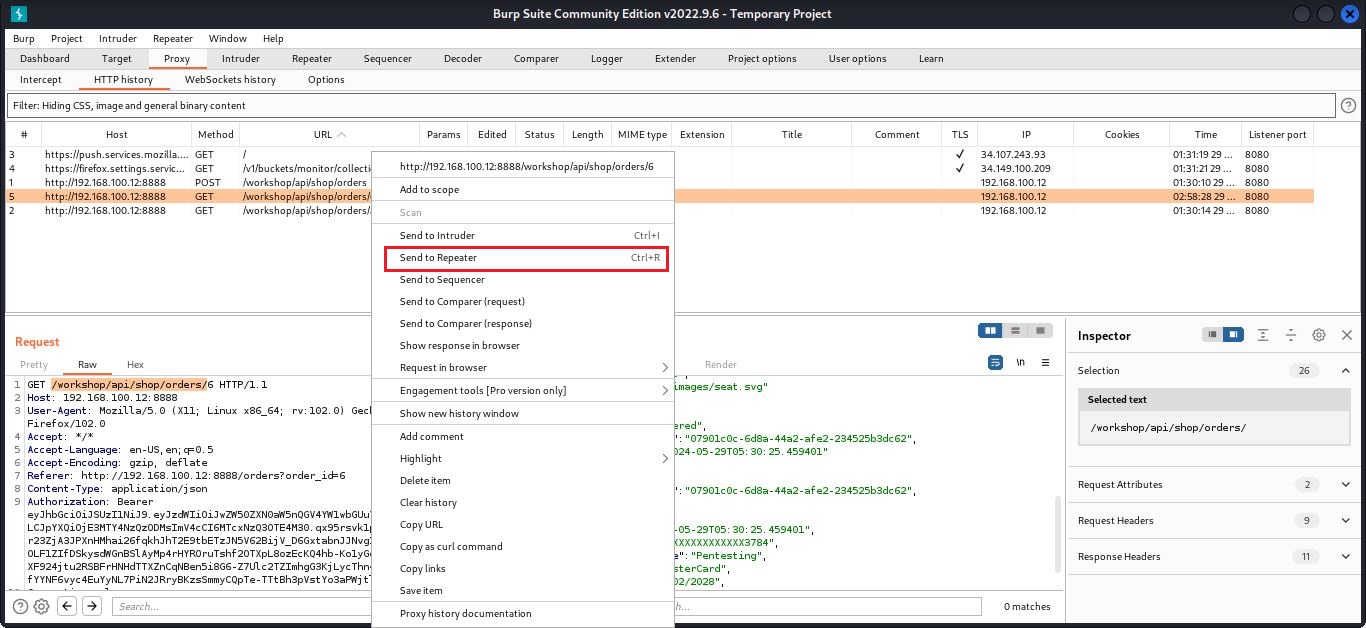 Burp Suite Community Edition v2022.9.6 - Temporary Project
Burp Project Intruder Repeater Window Help
Dashboard Target Proxy Intruder Repeater Sequencer Decoder Comparer Logger Extender Project options User options Learn
Intercept HTTP history WebSockets history Options
Filter: Hiding CSS, image and general binary content
# Host Method URL Params Edited Status Length MIME type Extension Title Comment TLS IP Cookies Time Listener port
3 https://push.services.mozilla.... GET / ✓ 34.107.243.93 01:31:19 29 ... 8080
4 https://firefox.settings.servic... GET /v1/buckets/monitor/collecti ✓ 34.149.100.209 01:31:21 29 ... 8080
1 http://192.168.100.12:8888 POST /workshop/api/shop/orders 192.168.100.12 01:30:10 29 ... 8080
5 http://192.168.100.12:8888 GET /workshop/api/shop/orders/ 192.168.100.12 02:58:28 29 ... 8080
2 http://192.168.100.12:8888 GET /workshop/api/shop/orders/ 192.168.100.12 01:30:14 29 ... 8080
http://192.168.100.12:8888/workshop/api/shop/orders/6
Add to scope
Scan
Send to Intruder Ctrl+I
Send to Repeater Ctrl+R
Send to Sequencer
Send to Comparer (request)
Send to Comparer (response)
Show response in browser
Request in browser
Engagement tools [Pro version only]
Show new history window
Add comment
Highlight
Delete item
Clear history
Copy URL
Copy as curl command
Copy links
Save item
Proxy history documentation
Request
Pretty Raw Hex
1 GET /workshop/api/shop/orders/6 HTTP/1.1
2 Host: 192.168.100.12:8888
3 User-Agent: Mozilla/5.0 (X11; Linux x86_64; rv:102.0) Geck
Firefox/102.0
4 Accept: */*
5 Accept-Language: en-US,en;q=0.5
6 Accept-Encoding: gzip, deflate
7 Referer: http://192.168.100.12:8888/orders?order_id=6
8 Content-Type: application/json
9 Authorization: Bearer
Search...
Render
\n
images/seat.svg"
ered",
":"07901c0c-6d8a-44a2-afe2-234525b3dc62",
024-05-29T05:30:25.459401"
":"07901c0c-6d8a-44a2-afe2-234525b3dc62",
-05-29T05:30:25.459401",
XXXXXXXXXXXX3784",
e":"Pentesting",
sterCard",
02/2028",
h... 0 matches
Inspector
Selection 26
Selected text
/workshop/api/shop/orders/
Request Attributes 2
Request Headers 9
Response Headers 11